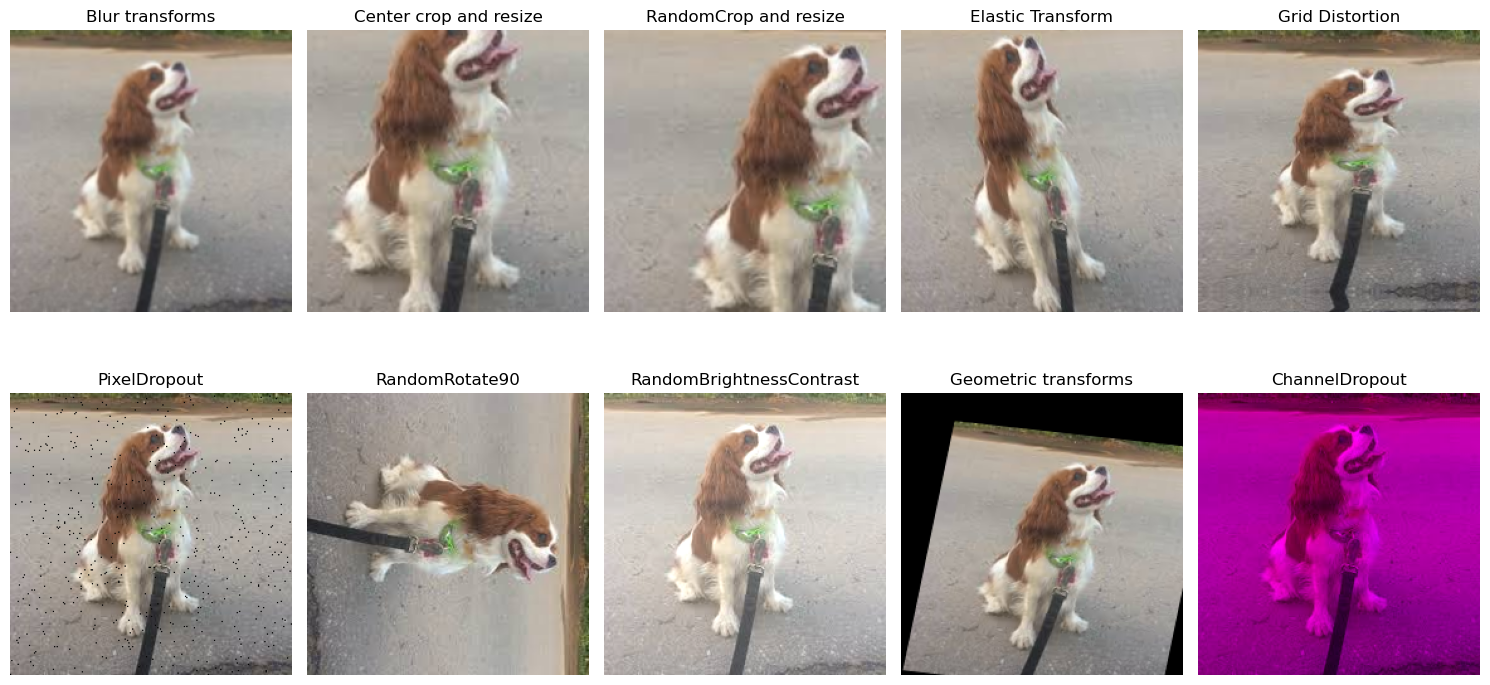 Blur transforms
Center crop and resize
RandomCrop and resize
Elastic Transform
Grid Distortion
PixelDropout
RandomRotate90
RandomBrightnessContrast
Geometric transforms
ChannelDropout